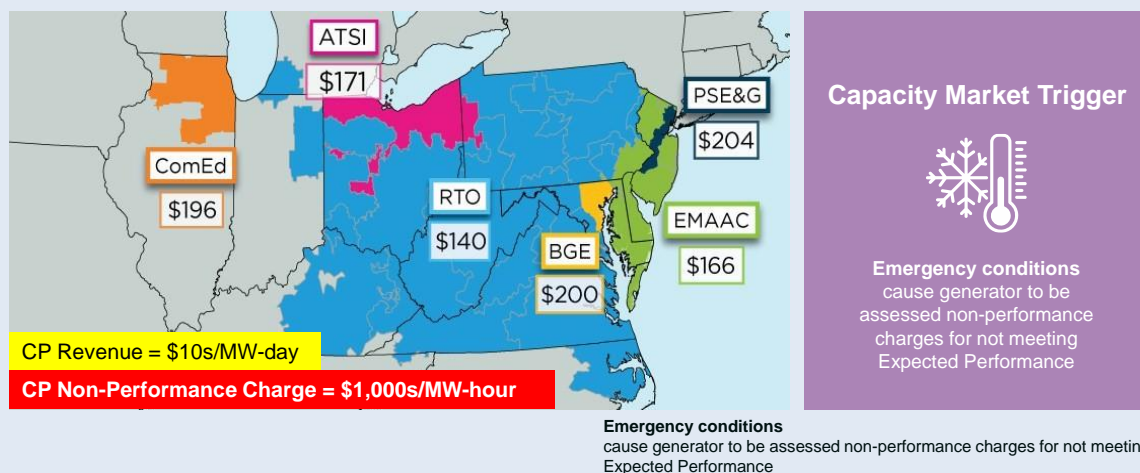 ATSI
$171
ComEd
$196
RTO
$140
BGE
$200
PSE&G
$204
EMAAC
$166
CP Revenue = $10s/MW-day
CP Non-Performance Charge = $1,000s/MW-hour
Capacity Market Trigger
Emergency conditions
cause generator to be
assessed non-performance
charges for not meeting
Expected Performance
Emergency conditions
cause generator to be assessed non-performance charges for not meetin
Expected Performance